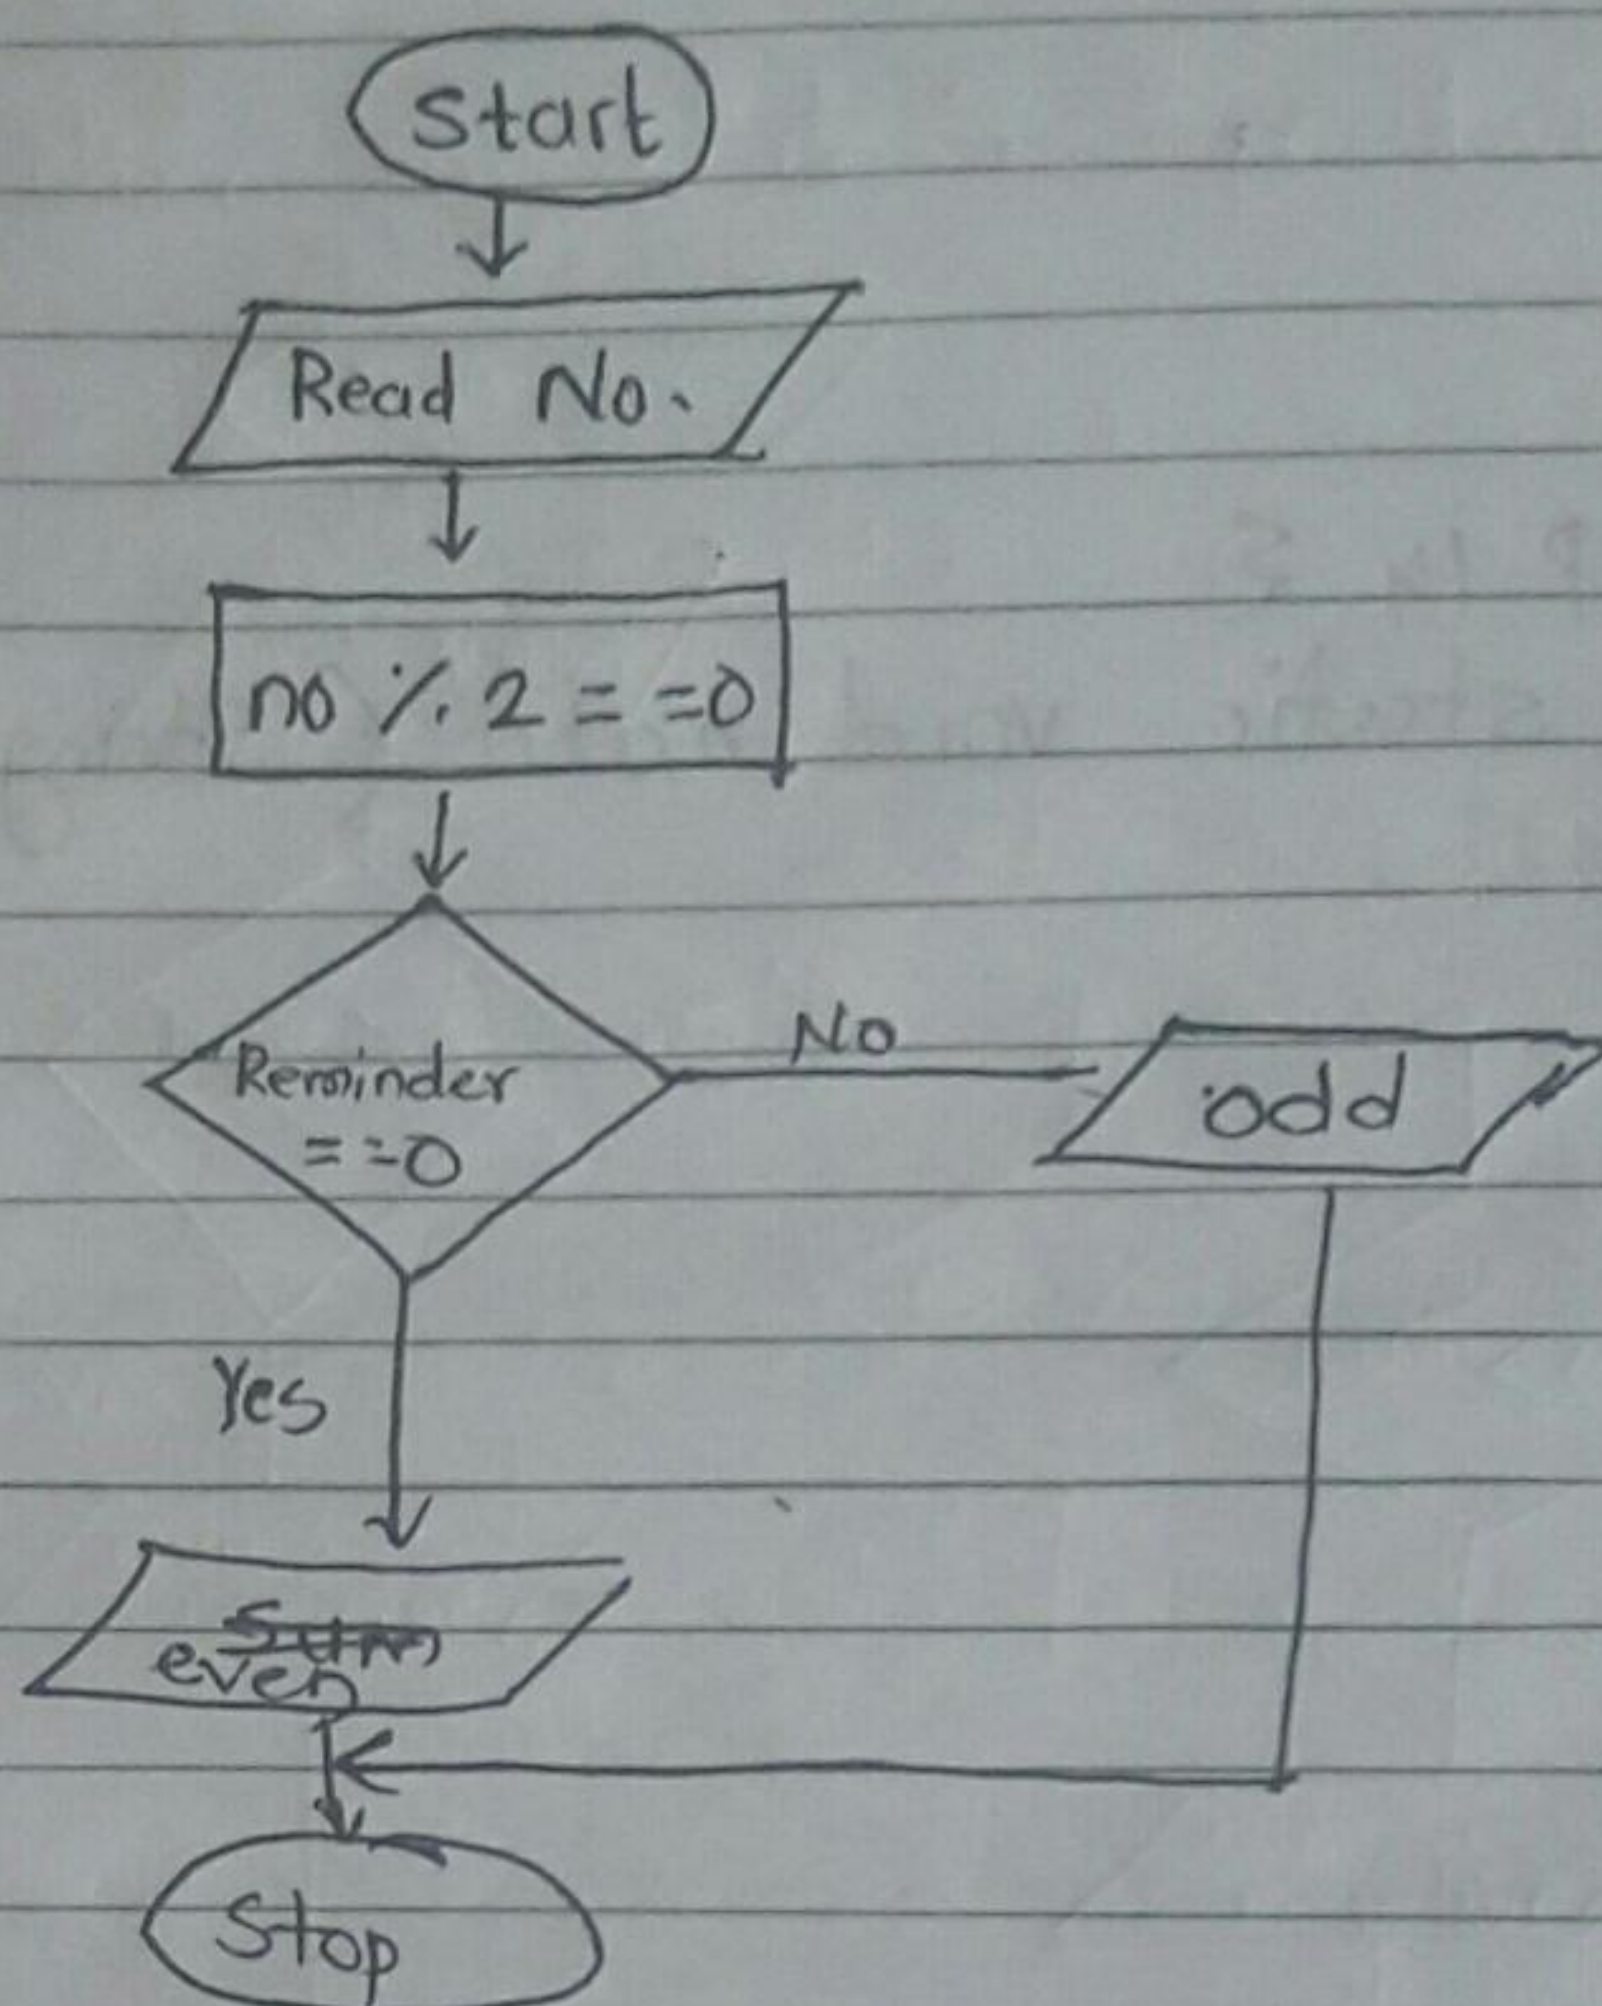 Start
Read No.
no % 2 = =0
Reminder
= =0
No
odd
Yes
Sum
even
Stop